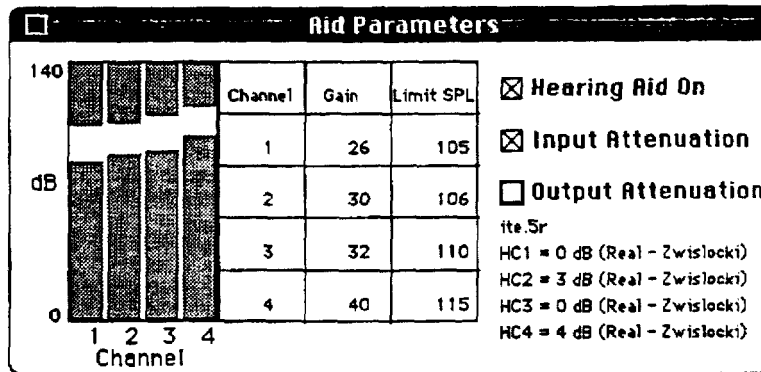 Aid Parameters
140
dB
0
1 2 3 4
Channel
Channel Gain Limit SPL
1 26 105
2 30 106
3 32 110
4 40 115
Hearing Aid On
Input Attenuation
Output Attenuation
ite.5r
HC1 = 0 dB (Real - Zwislocki)
HC2 = 3 dB (Real - Zwislocki)
HC3 = 0 dB (Real - Zwislocki)
HC4 = 4 dB (Real - Zwislocki)